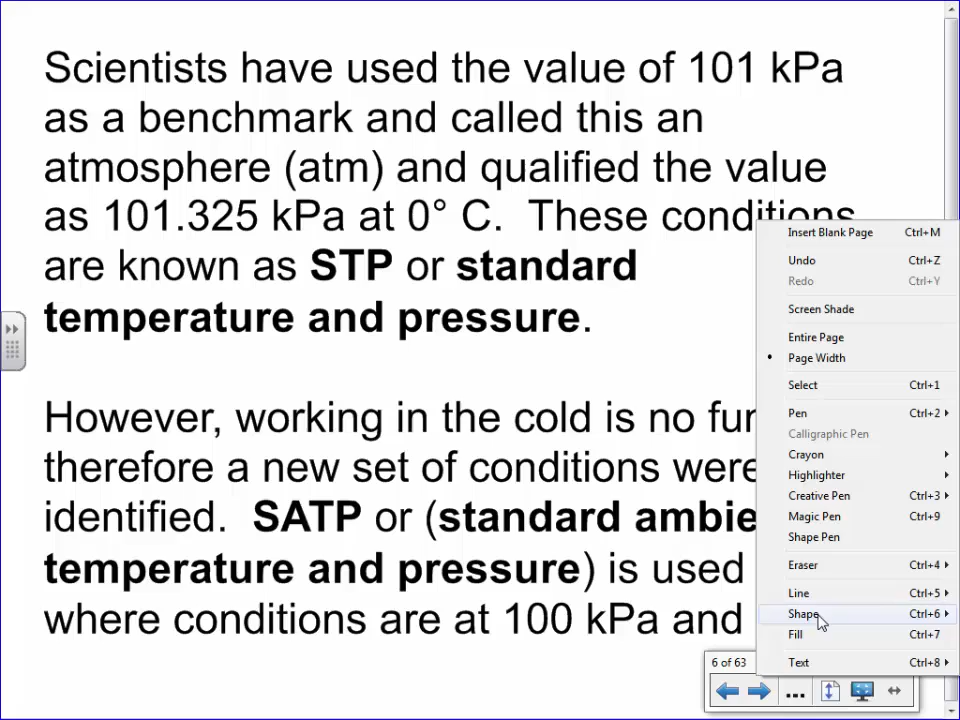 Scientists have used the value of 101 kPa
as a benchmark and called this an
atmosphere (atm) and qualified the value
as 101.325 kPa at 0° C.  These conditions
are known as STP or standard
temperature and pressure.
However, working in the cold is no fun
therefore a new set of conditions were
identified.  SATP or (standard ambie
temperature and pressure) is used
where conditions are at 100 kPa and
Insert Blank Page Ctrl+M
Undo Ctrl+Z
Redo Ctrl+Y
Screen Shade
Entire Page
Page Width
Select Ctrl+1
Pen Ctrl+2
Calligraphic Pen
Crayon
Highlighter
Creative Pen Ctrl+3
Magic Pen Ctrl+9
Shape Pen
Eraser Ctrl+4
Line Ctrl+5
Shape Ctrl+6
Fill Ctrl+7
Text Ctrl+8
6 of 63